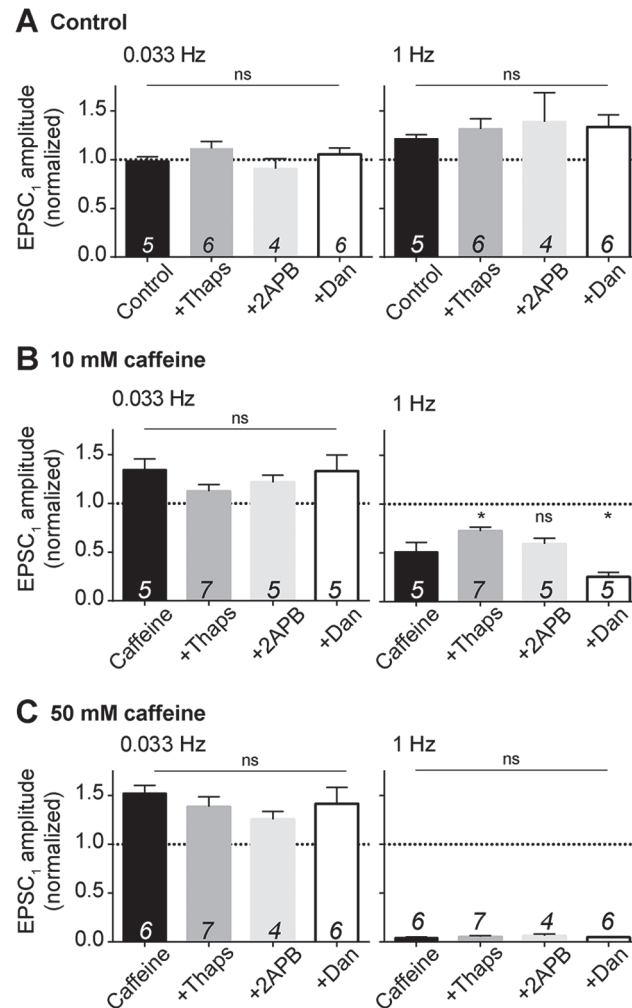 A Control
0.033 Hz
1 Hz
ns
ns
EPSC1 amplitude
(normalized)
1.5
1.0
0.5
0.0
5
6
4
6
5
6
4
6
Control
+Thaps
+2APB
+Dan
Control
+Thaps
+2APB
+Dan
B 10 mM caffeine
0.033 Hz
1 Hz
ns
EPSC1 amplitude
(normalized)
1.5
1.0
0.5
0.0
*
ns
*
5
7
5
5
5
7
5
5
Caffeine
+Thaps
+2APB
+Dan
Caffeine
+Thaps
+2APB
+Dan
C 50 mM caffeine
0.033 Hz
1 Hz
ns
ns
EPSC1 amplitude
(normalized)
1.5
1.0
0.5
0.0
6
7
4
6
6
7
4
6
Caffeine
+Thaps
+2APB
+Dan
Caffeine
+Thaps
+2APB
+Dan